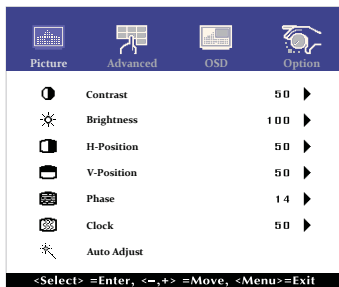 Picture Advanced OSD Option
Contrast 50
Brightness 100
H-Position 50
V-Position 50
Phase 14
Clock 50
Auto Adjust
<Select> =Enter, <–,+> =Move, <Menu>=Exit